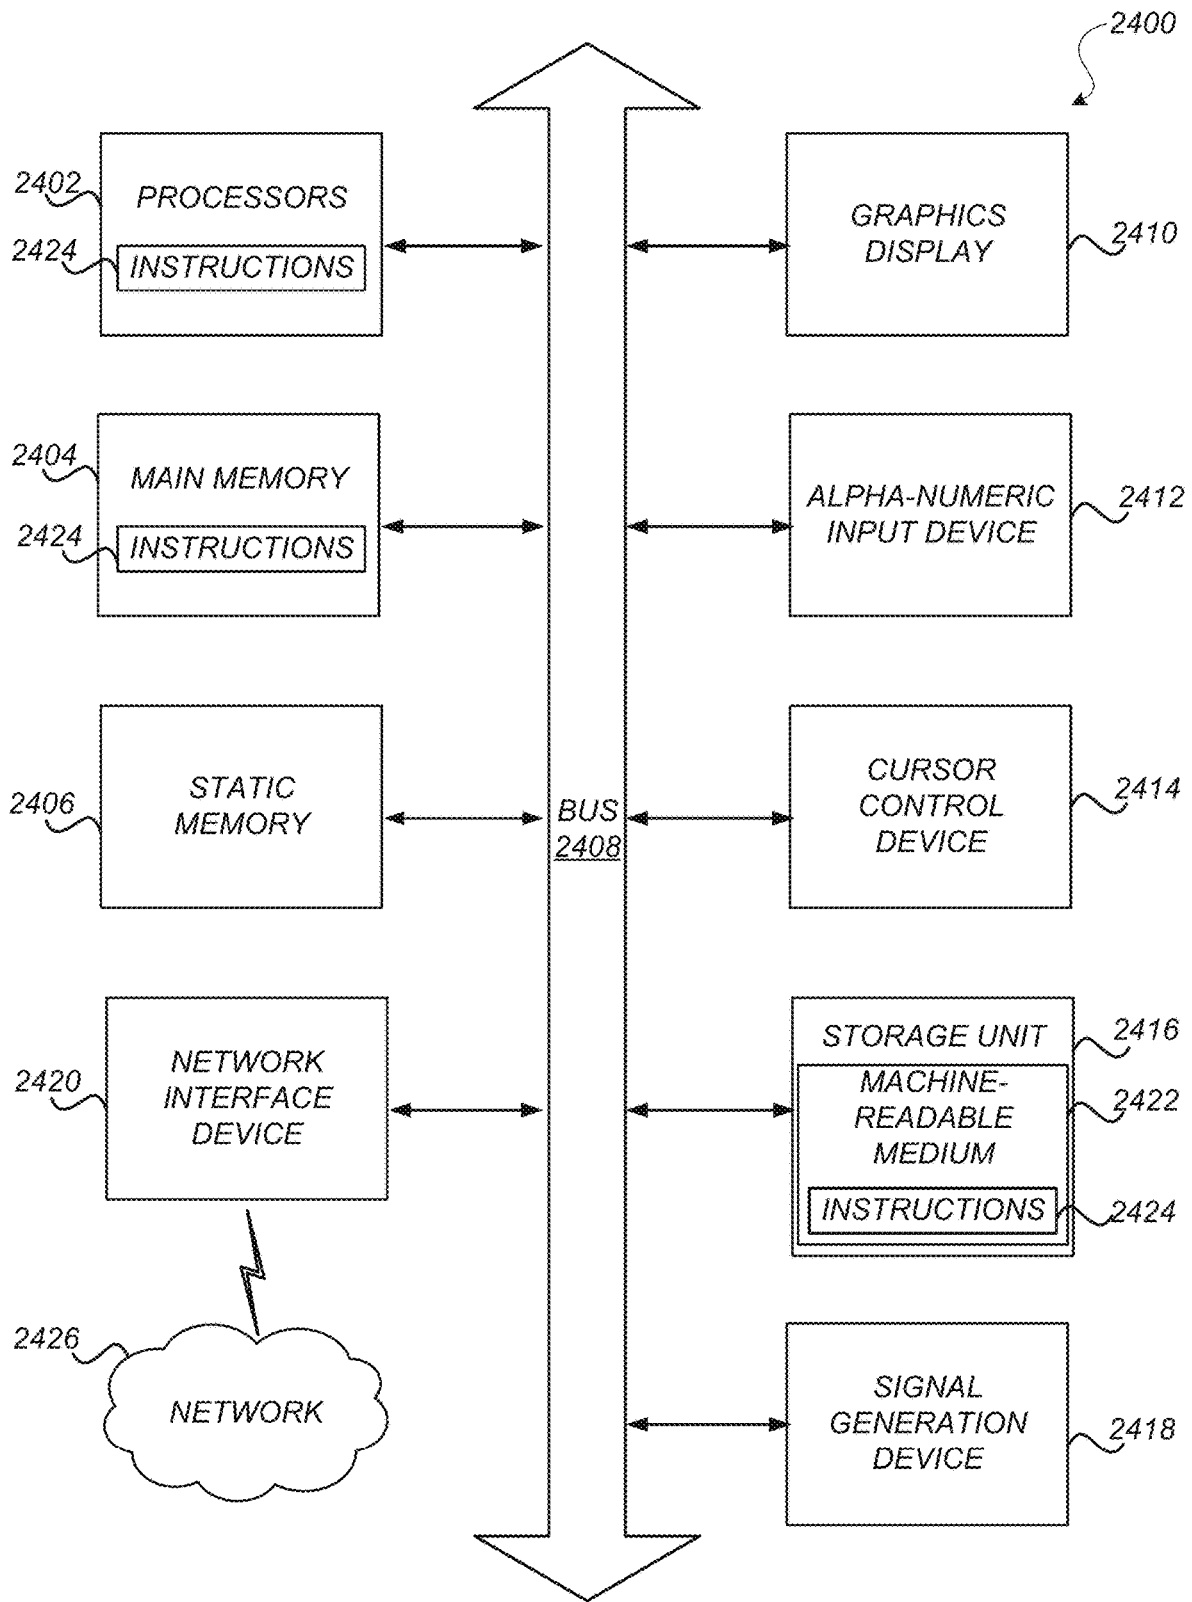 2400
2402
PROCESSORS
2424
INSTRUCTIONS
GRAPHICS
DISPLAY
2410
2404
MAIN MEMORY
2424
INSTRUCTIONS
ALPHA-NUMERIC
INPUT DEVICE
2412
2406
STATIC
MEMORY
BUS
2408
CURSOR
CONTROL
DEVICE
2414
2420
NETWORK
INTERFACE
DEVICE
STORAGE UNIT
2416
MACHINE-
READABLE
MEDIUM
2422
INSTRUCTIONS
2424
2426
NETWORK
SIGNAL
GENERATION
DEVICE
2418